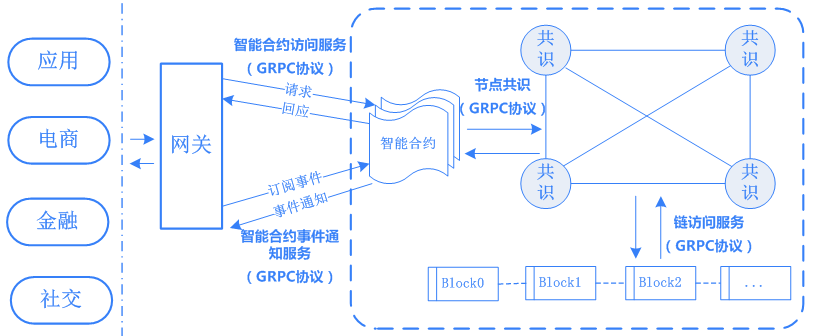 应用
电商
金融
社交
网关
智能合约访问服务
（GRPC协议）
请求
回应
智能合约
订阅事件
事件通知
智能合约事件通
知服务
（GRPC协议）
节点共识
（GRPC协议）
共识
共识
共识
共识
链访问服务
（GRPC协议）
Block0
Block1
Block2
...